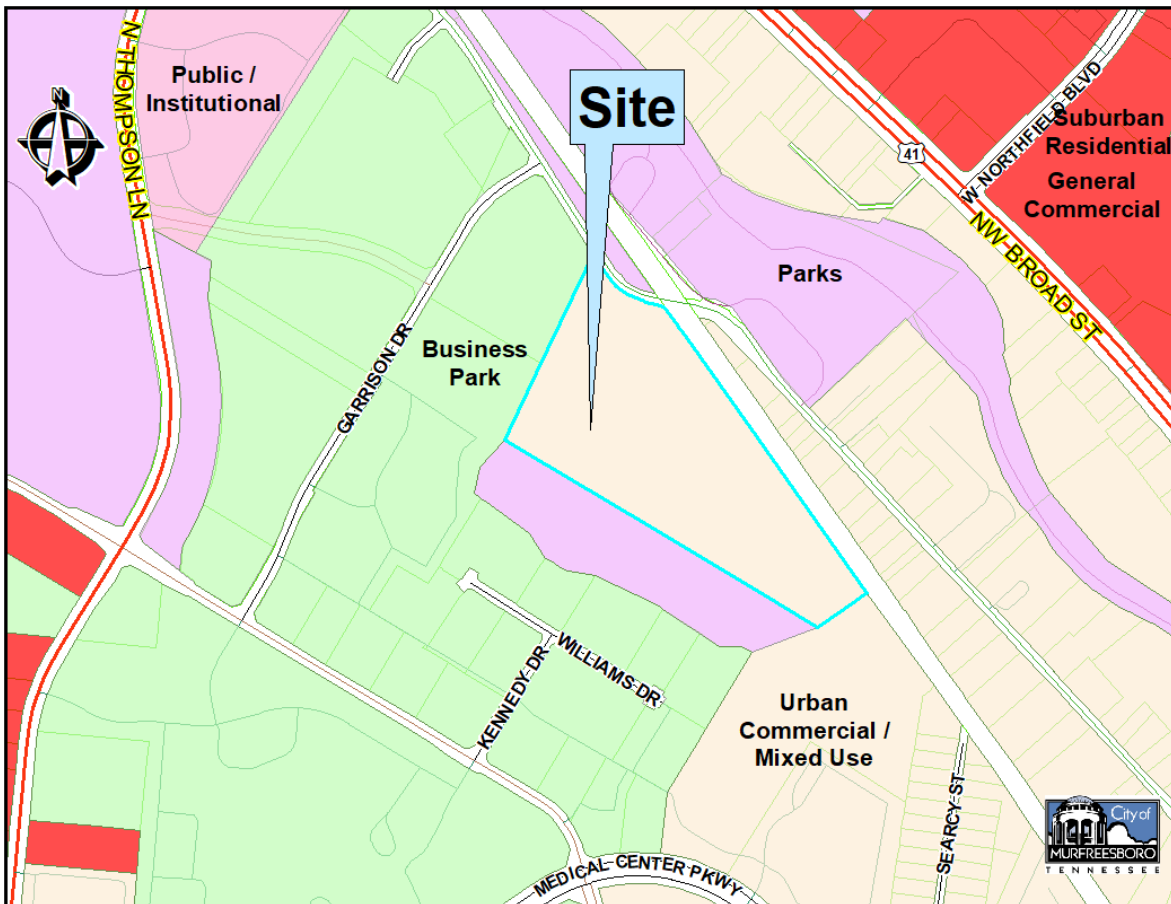 N
N THOMPSON LN
Public /
Institutional
Site
41
W NORTHFIELD BLVD
Suburban
Residential
General
Commercial
NW BROAD ST
Parks
GARRISON DR
Business
Park
WILLIAMS DR
KENNEDY DR
Urban
Commercial /
Mixed Use
SEARCY ST
MEDICAL CENTER PKWY
City of
MURFREESBORO
TENNESSEE